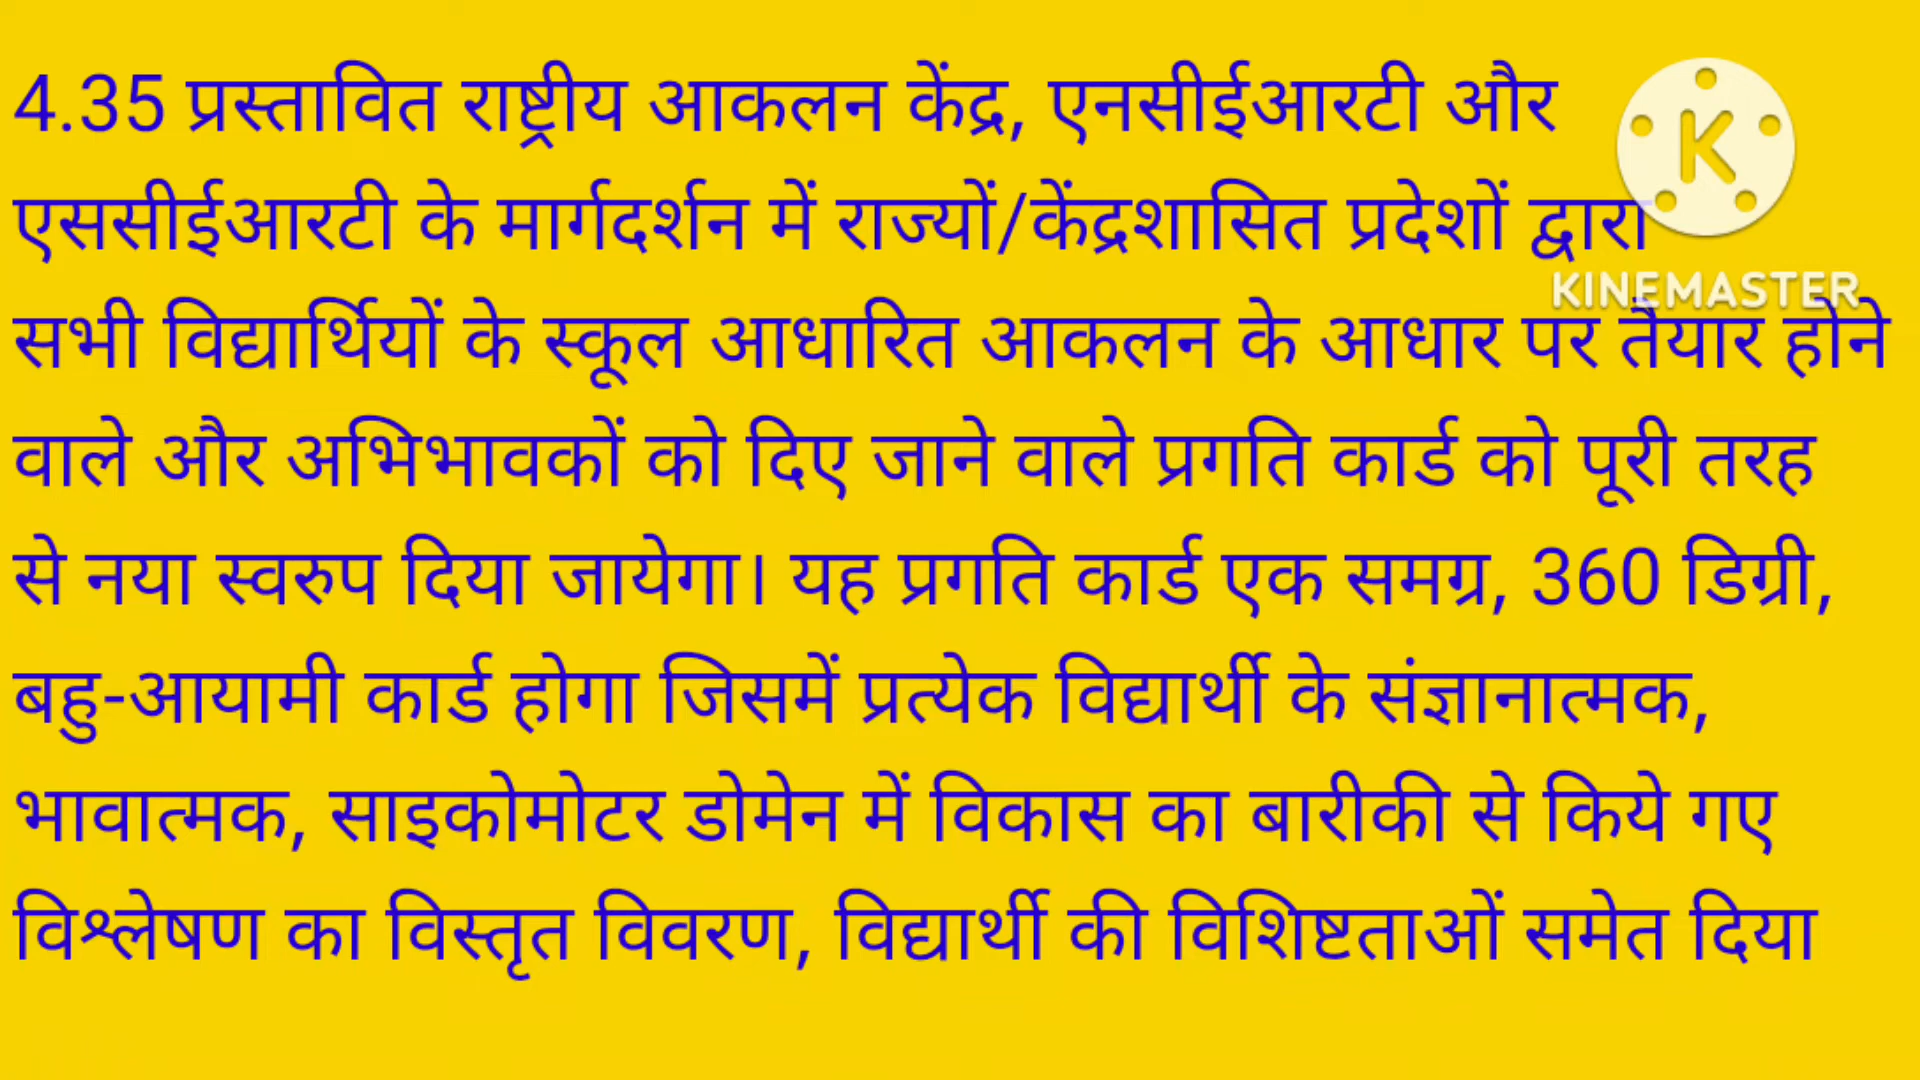 4.35 प्रस्तावित राष्ट्रीय आकलन केंद्र, एनसीईआरटी और
एससीईआरटी के मार्गदर्शन में राज्यों/केंद्रशासित प्रदेशों द्वारा
K
KINEMASTER
सभी विद्यार्थियों के स्कूल आधारित आकलन के आधार पर तैयार होने
वाले और अभिभावकों को दिए जाने वाले प्रगति कार्ड को पूरी तरह
से नया स्वरुप दिया जायेगा। यह प्रगति कार्ड एक समग्र, 360 डिग्री,
बहु-आयामी कार्ड होगा जिसमें प्रत्येक विद्यार्थी के संज्ञानात्मक,
भावात्मक, साइकोमोटर डोमेन में विकास का बारीकी से किये गए
विश्लेषण का विस्तृत विवरण, विद्यार्थी की विशिष्टताओं समेत दिया